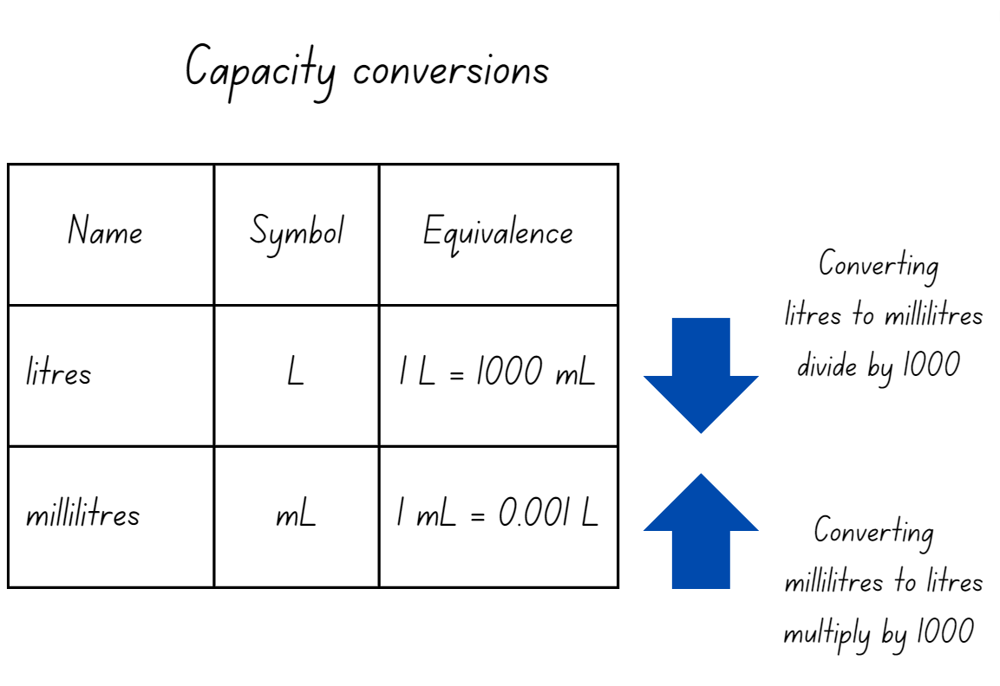 Capacity conversions
Name Symbol Equivalence
litres L 1 L = 1000 mL
millilitres mL 1 mL = 0.001 L
Converting
litres to millilitres
divide by 1000
Converting
millilitres to litres
multiply by 1000